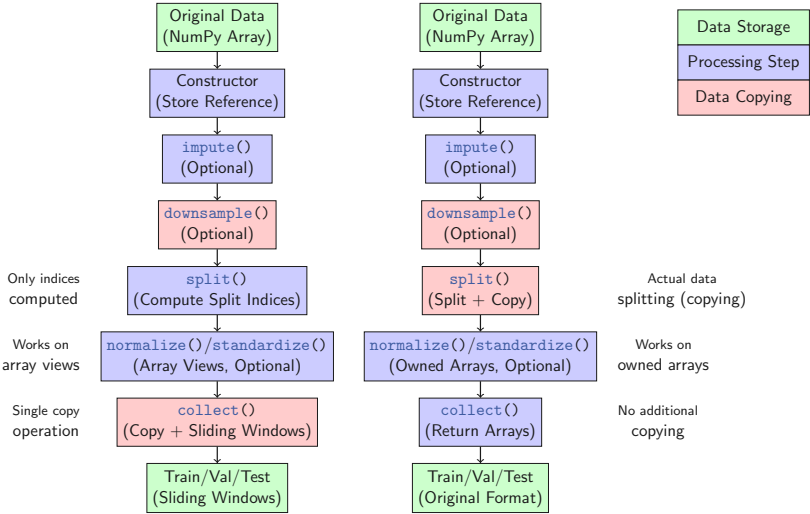 Original Data
(NumPy Array)
Constructor
(Store Reference)
impute()
(Optional)
downsample()
(Optional)
Only indices
computed
split()
(Compute Split Indices)
Works on
array views
normalize()/standardize()
(Array Views, Optional)
Single copy
operation
collect()
(Copy + Sliding Windows)
Train/Val/Test
(Sliding Windows)
Original Data
(NumPy Array)
Constructor
(Store Reference)
impute()
(Optional)
downsample()
(Optional)
split()
(Split + Copy)
Actual data
splitting (copying)
normalize()/standardize()
(Owned Arrays, Optional)
Works on
owned arrays
collect()
(Return Arrays)
No additional
copying
Train/Val/Test
(Original Format)
Data Storage
Processing Step
Data Copying